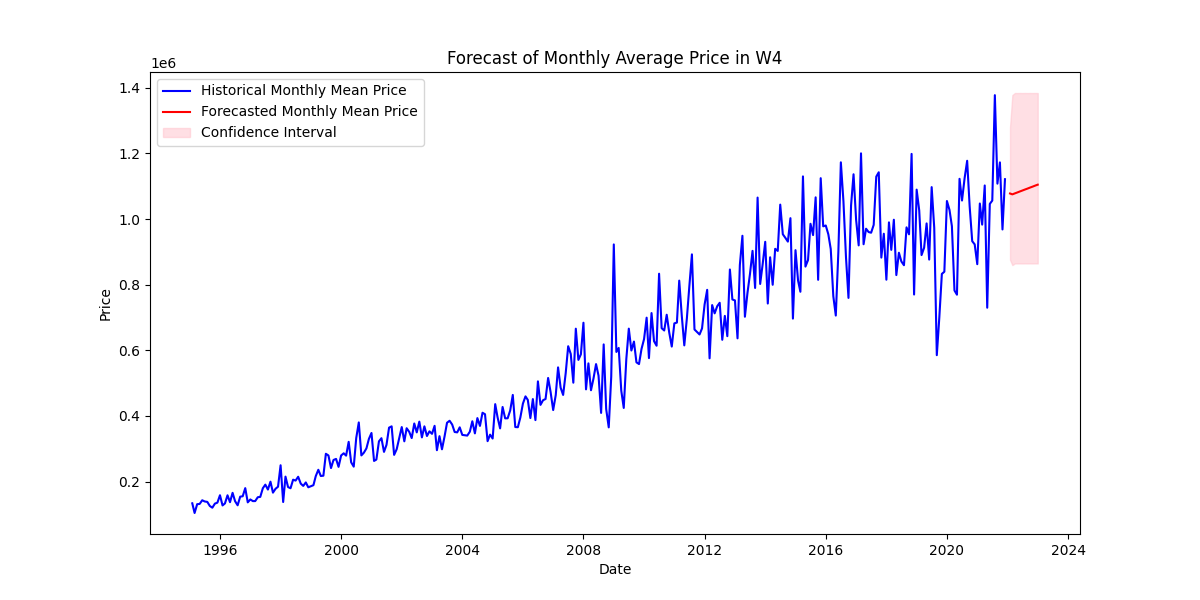 Forecast of Monthly Average Price in W4
1e6
Historical Monthly Mean Price
Forecasted Monthly Mean Price
Confidence Interval
1.4
1.2
1.0
0.8
0.6
0.4
0.2
Price
1996 2000 2004 2008 2012 2016 2020 2024
Date